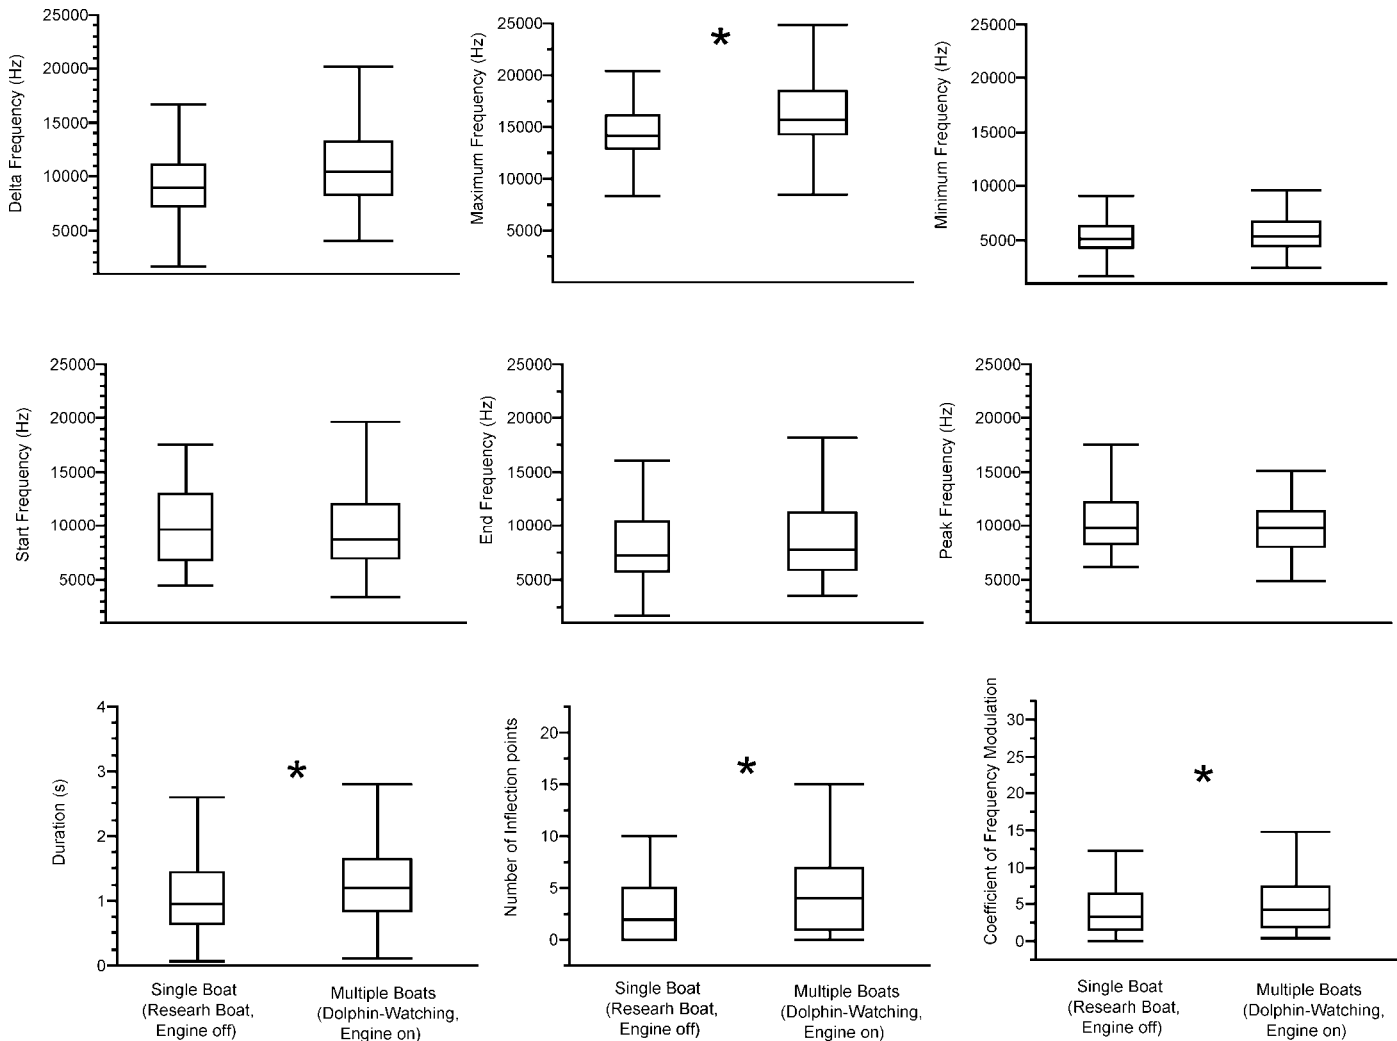 Delta Frequency (Hz)
25000
20000
15000
10000
5000
Maximum Frequency (Hz)
25000
20000
15000
10000
5000
*
Minimum Frequency (Hz)
25000
20000
15000
10000
5000
Start Frequency (Hz)
25000
20000
15000
10000
5000
End Frequency (Hz)
25000
20000
15000
10000
5000
Peak Frequency (Hz)
25000
20000
15000
10000
5000
Duration (s)
4
3
2
1
0
*
Single Boat
(Researh Boat,
Engine off)
Multiple Boats
(Dolphin-Watching,
Engine on)
Number of Inflection points
20
15
10
5
0
*
Single Boat
(Researh Boat,
Engine off)
Multiple Boats
(Dolphin-Watching,
Engine on)
Coefficient of Frequency Modulation
30
25
20
15
10
5
0
*
Single Boat
(Researh Boat,
Engine off)
Multiple Boats
(Dolphin-Watching,
Engine on)